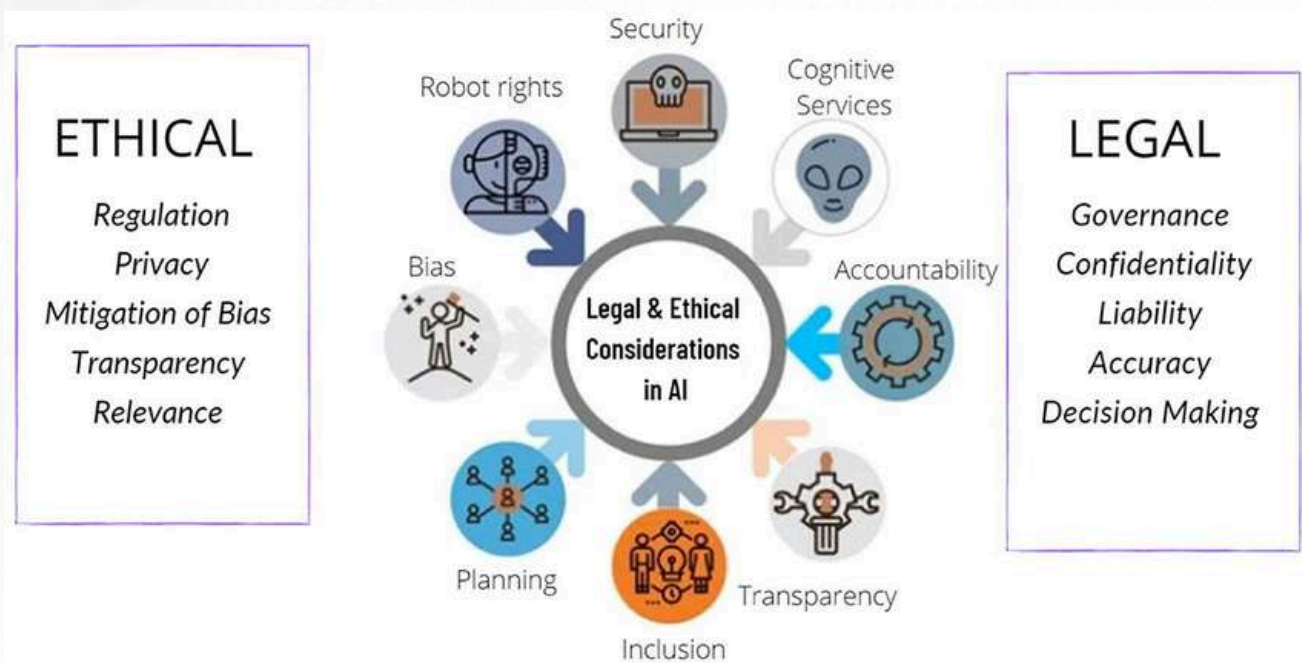 ETHICAL
Regulation
Privacy
Mitigation of Bias
Transparency
Relevance
Security
Robot rights
Cognitive
Services
Bias
Accountability
Legal & Ethical
Considerations
in AI
Planning
Transparency
Inclusion
LEGAL
Governance
Confidentiality
Liability
Accuracy
Decision Making